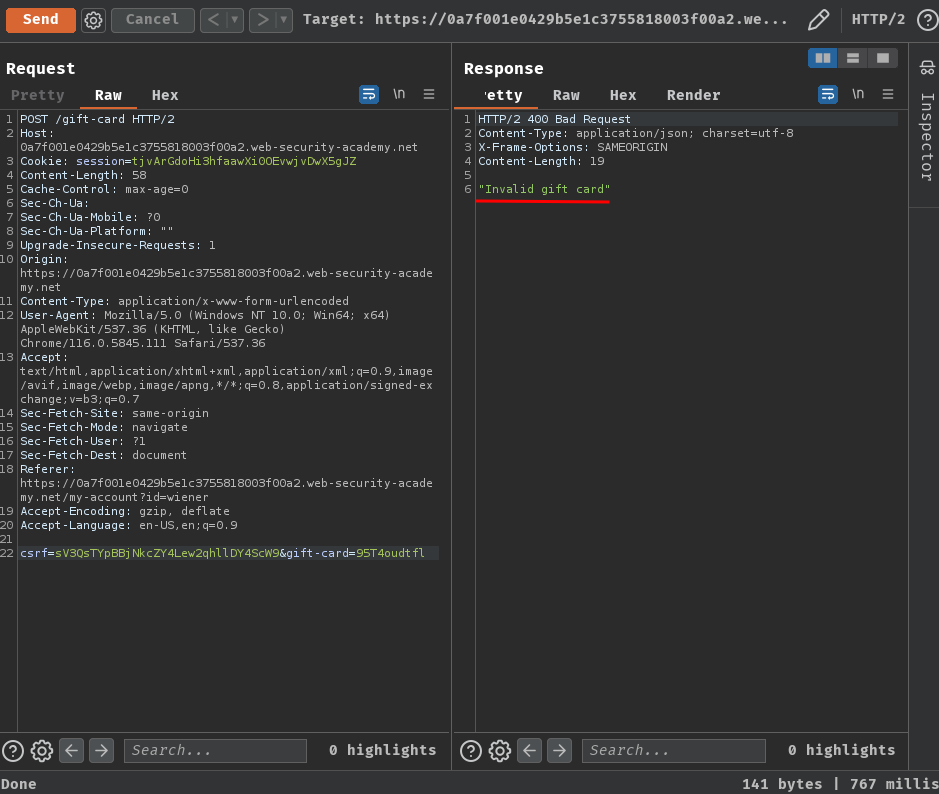 Send Cancel < > Target: https://0a7f001e0429b5e1c3755818003f00a2.we... HTTP/2 ?
Request
Pretty Raw Hex \n
1 POST /gift-card HTTP/2
2 Host:
0a7f001e0429b5e1c3755818003f00a2.web-security-academy.net
3 Cookie: session=tjvArGdoHi3hfaawXiOOEvwjvDwX5gJZ
4 Content-Length: 58
5 Cache-Control: max-age=0
6 Sec-Ch-Ua:
7 Sec-Ch-Ua-Mobile: ?0
8 Sec-Ch-Ua-Platform: ""
9 Upgrade-Insecure-Requests: 1
10 Origin:
https://0a7f001e0429b5e1c3755818003f00a2.web-security-acade
my.net
11 Content-Type: application/x-www-form-urlencoded
12 User-Agent: Mozilla/5.0 (Windows NT 10.0; Win64; x64)
AppleWebKit/537.36 (KHTML, like Gecko)
Chrome/116.0.5845.111 Safari/537.36
13 Accept:
text/html,application/xhtml+xml,application/xml;q=0.9,image
/avif,image/webp,image/apng,*/*;q=0.8,application/signed-ex
change;v=b3;q=0.7
14 Sec-Fetch-Site: same-origin
15 Sec-Fetch-Mode: navigate
16 Sec-Fetch-User: ?1
17 Sec-Fetch-Dest: document
18 Referer:
https://0a7f001e0429b5e1c3755818003f00a2.web-security-acade
my.net/my-account?id=wiener
19 Accept-Encoding: gzip, deflate
20 Accept-Language: en-US,en;q=0.9
21
22 csrf=sV3QsTYpBBjNkcZY4Lew2qhllDY4ScW9&gift-card=95T4oudtfl
? Search... 0 highlights
Response
retty Raw Hex Render \n
1 HTTP/2 400 Bad Request
2 Content-Type: application/json; charset=utf-8
3 X-Frame-Options: SAMEORIGIN
4 Content-Length: 19
5
6 "Invalid gift card"
? Search... 0 highlights
Inspector
Done 141 bytes | 767 millis